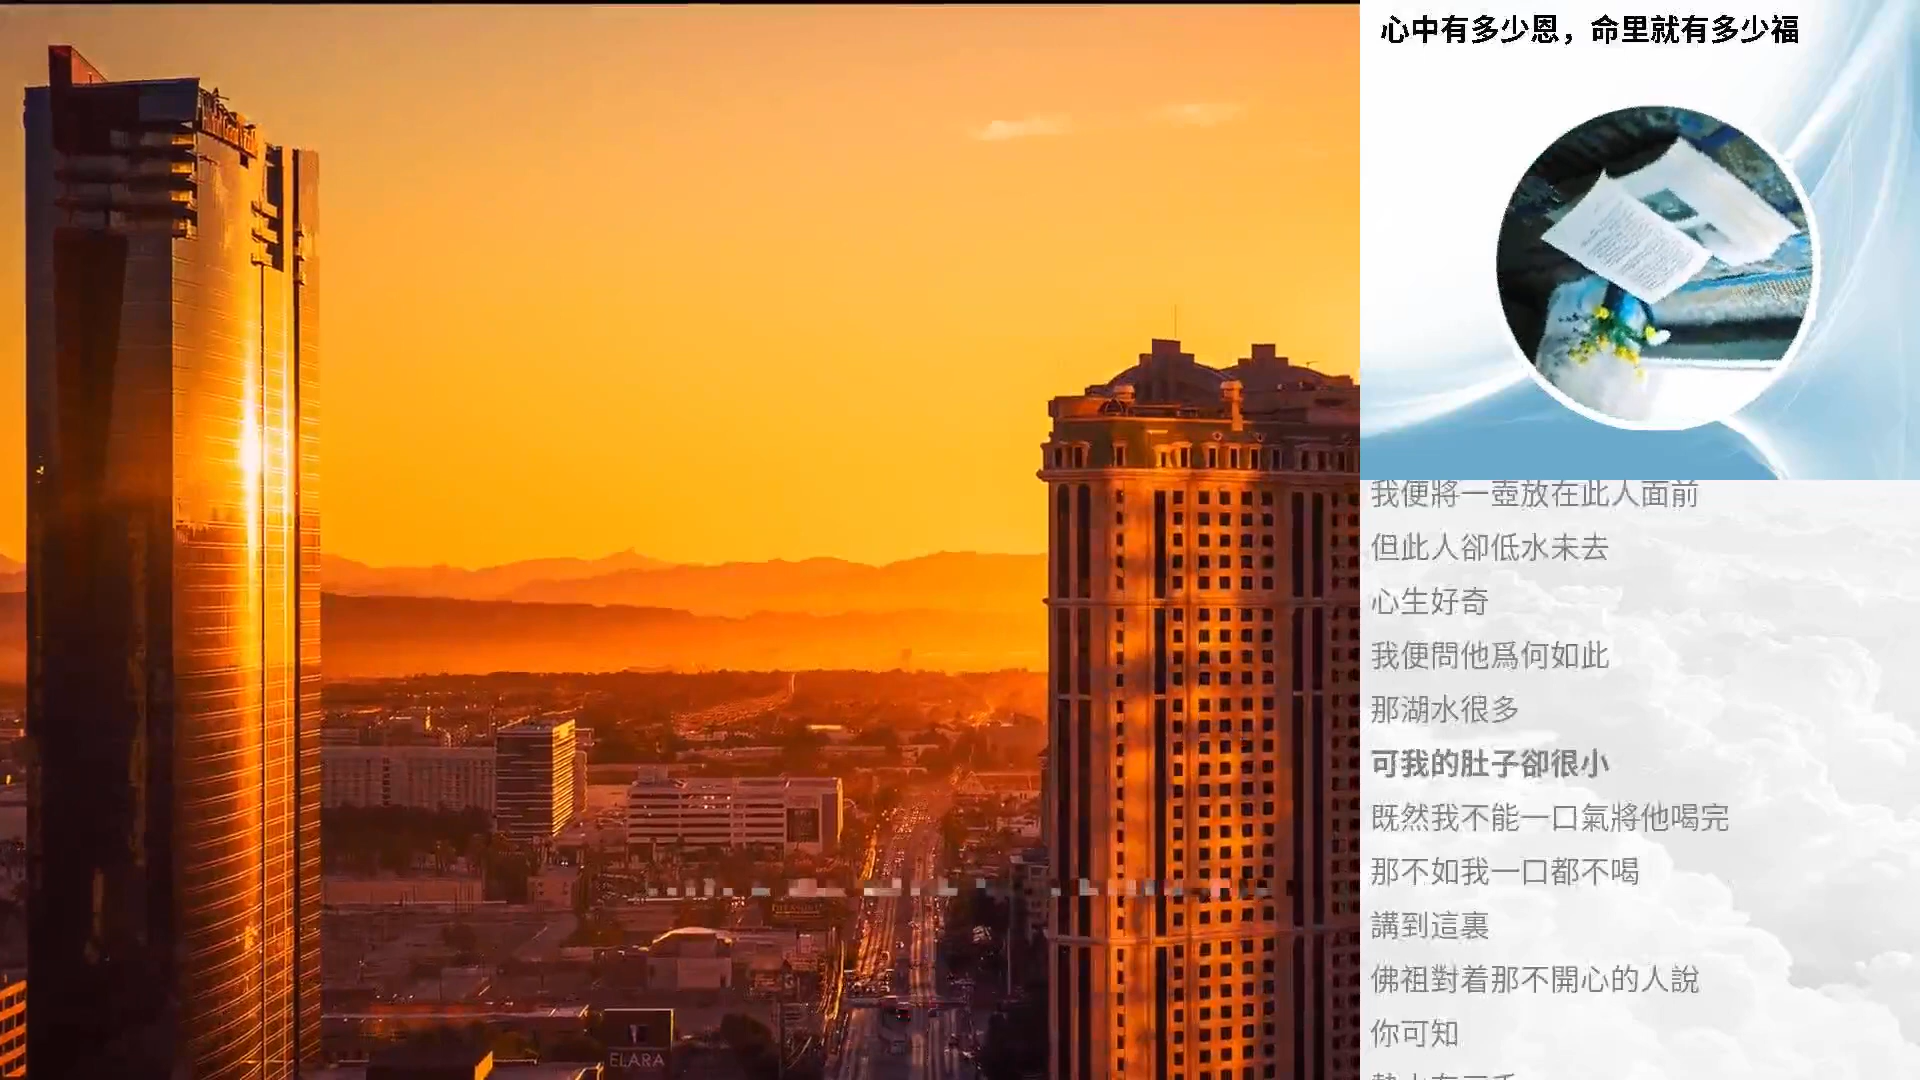 心中有多少恩，命里就有多少福
我便將一壺放在此人面前
但此人卻低水未去
心生好奇
我便問他爲何如此
那湖水很多
可我的肚子卻很小
既然我不能一口氣將他喝完
那不如我一口都不喝
講到這裏
佛祖對着那不開心的人說
你可知
ELARA